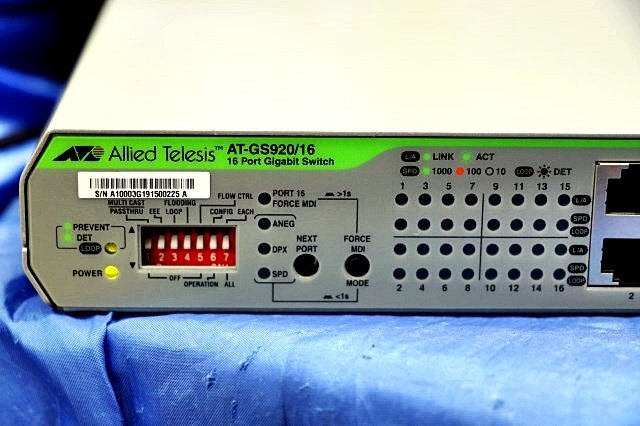 Allied Telesis™ AT-GS920/16
16 Port Gigabit Switch
S/N A10003G191500225 A
L/A LINK ACT
SPD 1000 100 10 LOOP DET
MULTI CAST FLOODING FLOW CTRL
PASSTHRU EEE LOOP CONFIG EACH
PREVENT
DET
LOOP
POWER
2 3 4 5 6 7
OFF
OPERATION ALL
PORT 16 >1s
FORCE MDI
ANEG
DPX
SPD
NEXT PORT
FORCE MDI
MODE
<1s
1 3 5 7 9 11 13 15
L/A
SPD
LOOP
L/A
SPD
LOOP
2 4 6 8 10 12 14 16
2